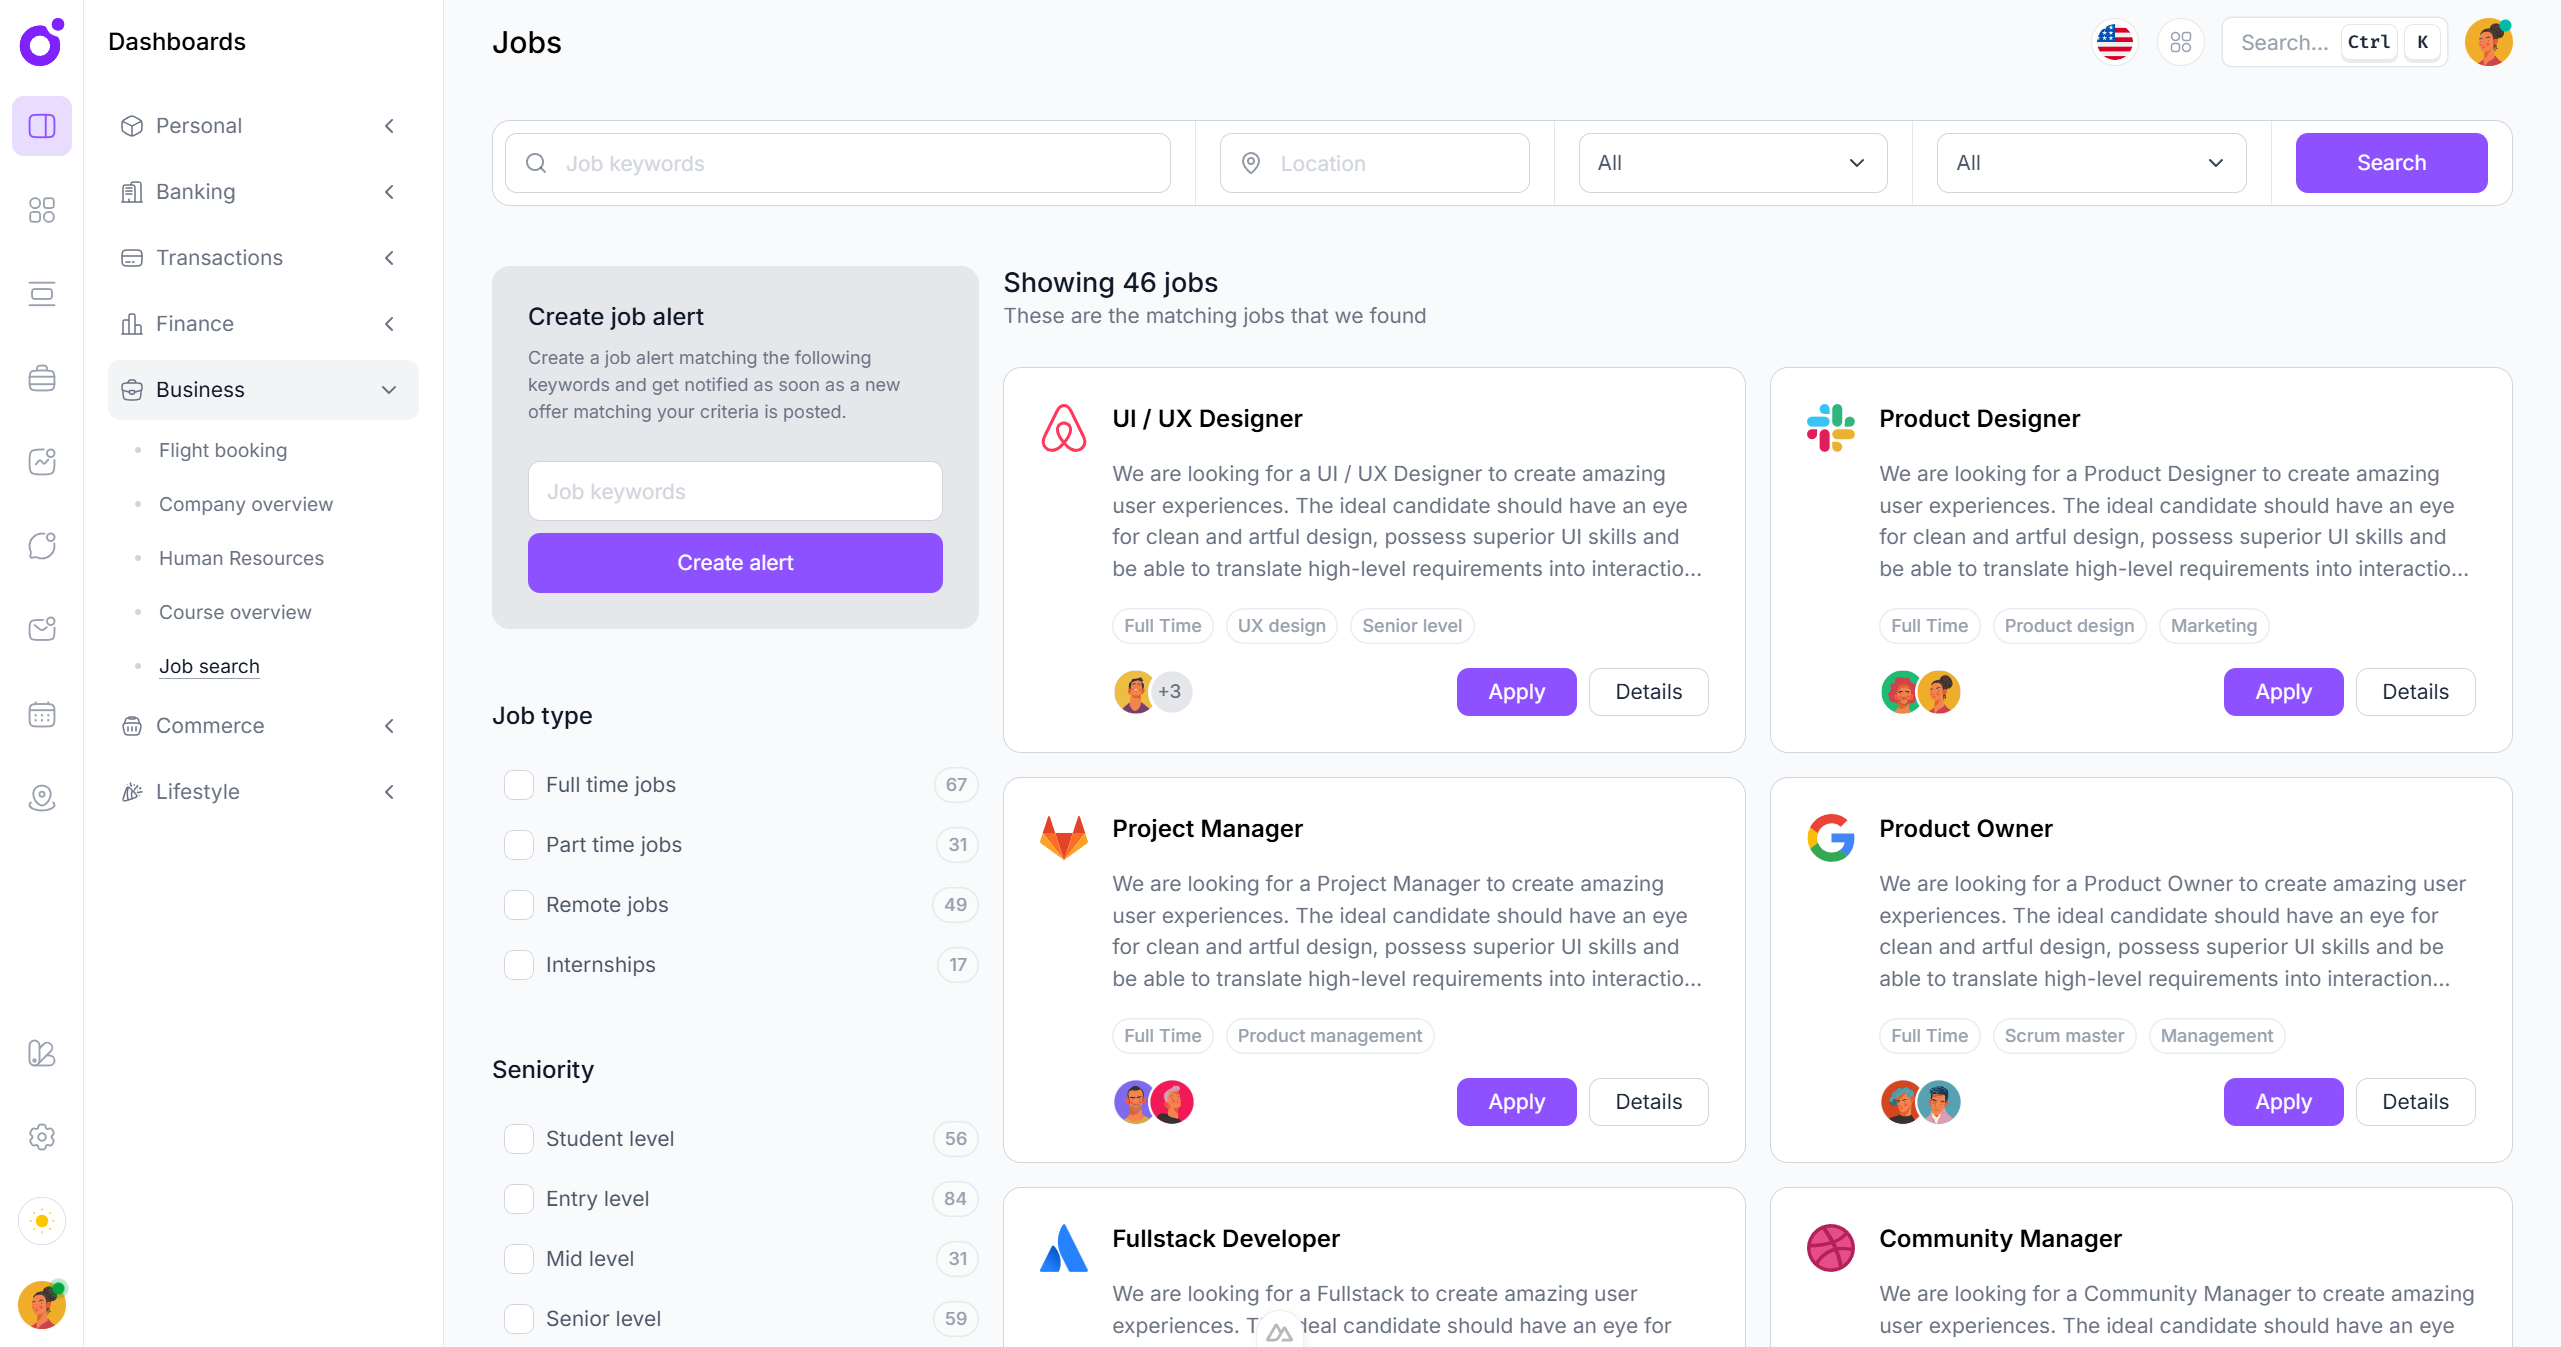 Dashboards
Personal
Banking
Transactions
Finance
Business
Flight booking
Company overview
Human Resources
Course overview
Job search
Commerce
Lifestyle
Jobs
Search...
Ctrl
K
Job keywords
Location
All
All
Search
Create job alert
Create a job alert matching the following
keywords and get notified as soon as a new
offer matching your criteria is posted.
Job keywords
Create alert
Job type
Full time jobs
67
Part time jobs
31
Remote jobs
49
Internships
17
Seniority
Student level
56
Entry level
84
Mid level
31
Senior level
59
Showing 46 jobs
These are the matching jobs that we found
UI / UX Designer
We are looking for a UI / UX Designer to create amazing
user experiences. The ideal candidate should have an eye
for clean and artful design, possess superior UI skills and
be able to translate high-level requirements into interactio...
Full Time
UX design
Senior level
+3
Apply
Details
Product Designer
We are looking for a Product Designer to create amazing
user experiences. The ideal candidate should have an eye
for clean and artful design, possess superior UI skills and
be able to translate high-level requirements into interactio...
Full Time
Product design
Marketing
Apply
Details
Project Manager
We are looking for a Project Manager to create amazing
user experiences. The ideal candidate should have an eye
for clean and artful design, possess superior UI skills and
be able to translate high-level requirements into interactio...
Full Time
Product management
Apply
Details
Product Owner
We are looking for a Product Owner to create amazing user
experiences. The ideal candidate should have an eye for
clean and artful design, possess superior UI skills and be
able to translate high-level requirements into interaction...
Full Time
Scrum master
Management
Apply
Details
Fullstack Developer
We are looking for a Fullstack to create amazing user
experiences. candidate should have an eye for
Community Manager
We are looking for a Community Manager to create amazing
user experiences. The ideal candidate should have an eye